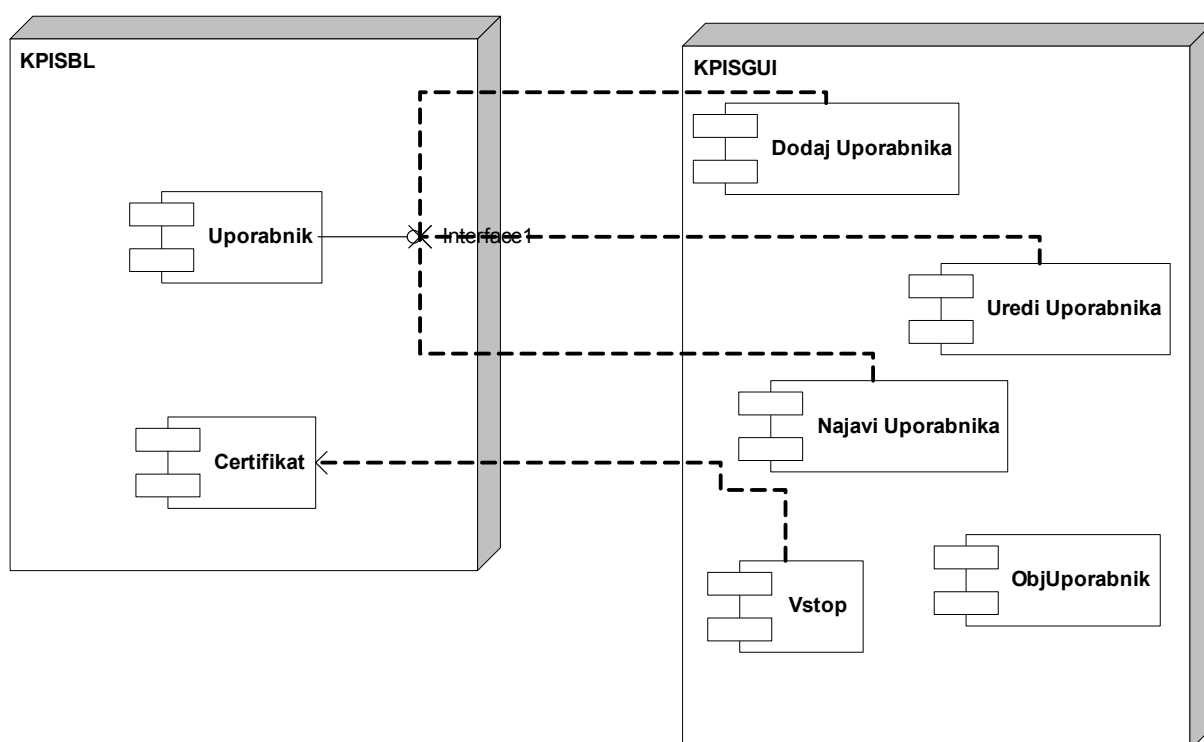 KPISBL
KPISGUI
Dodaj Uporabnika
Uporabnik
Interface1
Uredi Uporabnika
Najavi Uporabnika
Certifikat
ObjUporabnik
Vstop